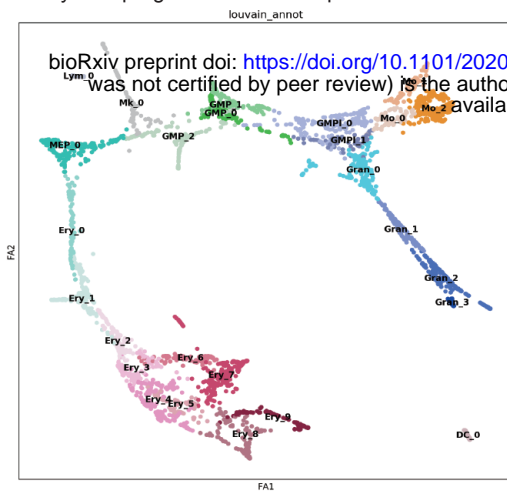 louvain_annot
bioRxiv preprint doi: https://doi.org/10.1101/2020
was not certified by peer review) is the autho
availa
Lym_0
Mk_0
GMP_1
GMP_0
GMP_2
GMPl_0
GMPl_1
Mo_0
Mo_2
MEP_0
Gran_0
Ery_0
Gran_1
Gran_2
Gran_3
Ery_1
Ery_2
Ery_3
Ery_6
Ery_7
Ery_4
Ery_5
Ery_9
Ery_8
DC_0
FA2
FA1